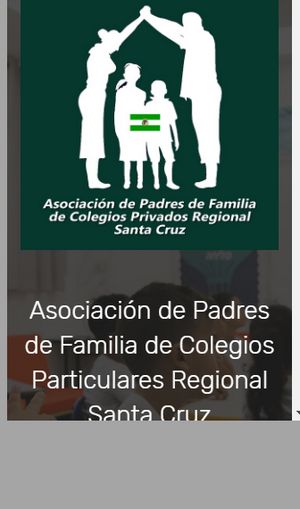 Asociación de Padres de Familia
de Colegios Privados Regional
Santa Cruz
Asociación de Padres
de Familia de Colegios
Particulares Regional
Santa Cruz